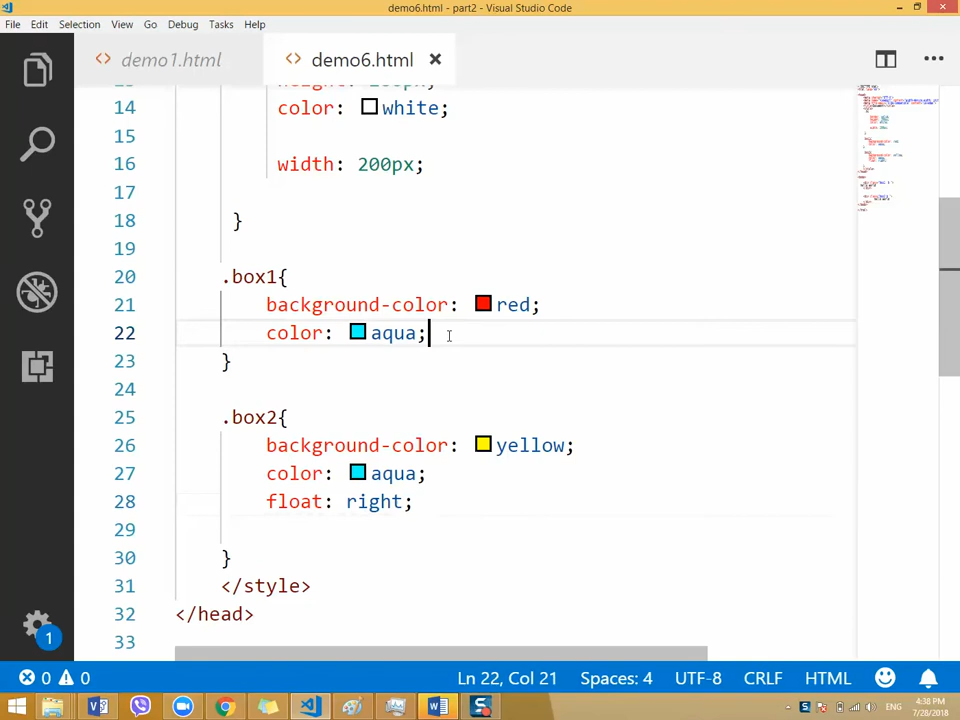 demo6.html - part2 - Visual Studio Code
File Edit Selection View Go Debug Tasks Help
<> demo1.html <> demo6.html ×
14 color: white;
15
16 width: 200px;
17
18 }
19
20 .box1{
21 background-color: red;
22 color: aqua;
23 }
24
25 .box2{
26 background-color: yellow;
27 color: aqua;
28 float: right;
29
30 }
31 </style>
32 </head>
33
1
0 0 Ln 22, Col 21 Spaces: 4 UTF-8 CRLF HTML
ENG 4:38 PM
7/28/2018